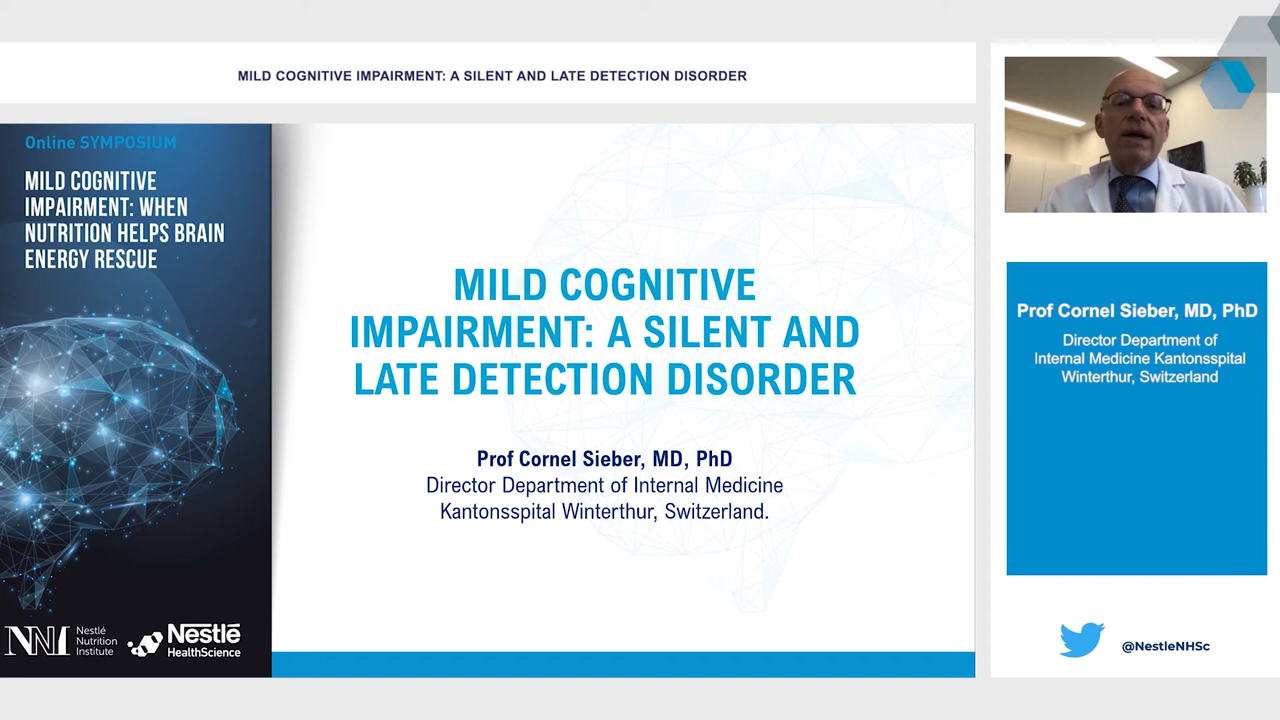 MILD COGNITIVE IMPAIRMENT: A SILENT AND LATE DETECTION DISORDER
Online SYMPOSIUM
MILD COGNITIVE
IMPAIRMENT: WHEN
NUTRITION HELPS BRAIN
ENERGY RESCUE
NNI
Nestlé
Nutrition
Institute
Nestlé
HealthScience
MILD COGNITIVE
IMPAIRMENT: A SILENT AND
LATE DETECTION DISORDER
Prof Cornel Sieber, MD, PhD
Director Department of Internal Medicine
Kantonsspital Winterthur, Switzerland.
Prof Cornel Sieber, MD, PhD
Director Department of
Internal Medicine Kantonsspital
Winterthur, Switzerland
@NestleNHSc